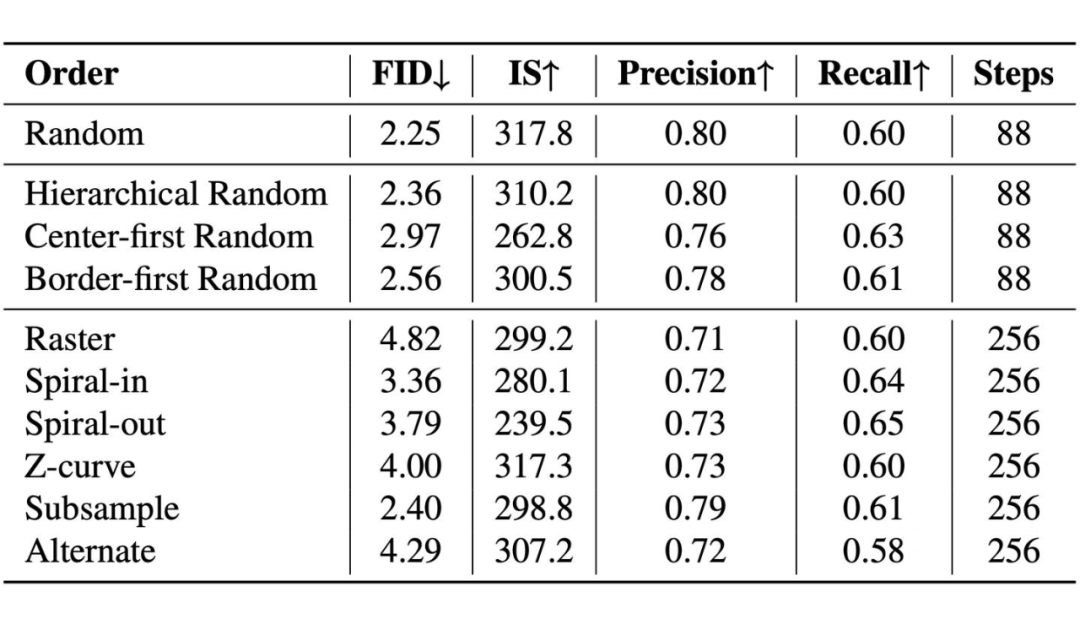 Order FID↓ IS↑ Precision↑ Recall↑ Steps
Random 2.25 317.8 0.80 0.60 88
Hierarchical Random 2.36 310.2 0.80 0.60 88
Center-first Random 2.97 262.8 0.76 0.63 88
Border-first Random 2.56 300.5 0.78 0.61 88
Raster 4.82 299.2 0.71 0.60 256
Spiral-in 3.36 280.1 0.72 0.64 256
Spiral-out 3.79 239.5 0.73 0.65 256
Z-curve 4.00 317.3 0.73 0.60 256
Subsample 2.40 298.8 0.79 0.61 256
Alternate 4.29 307.2 0.72 0.58 256